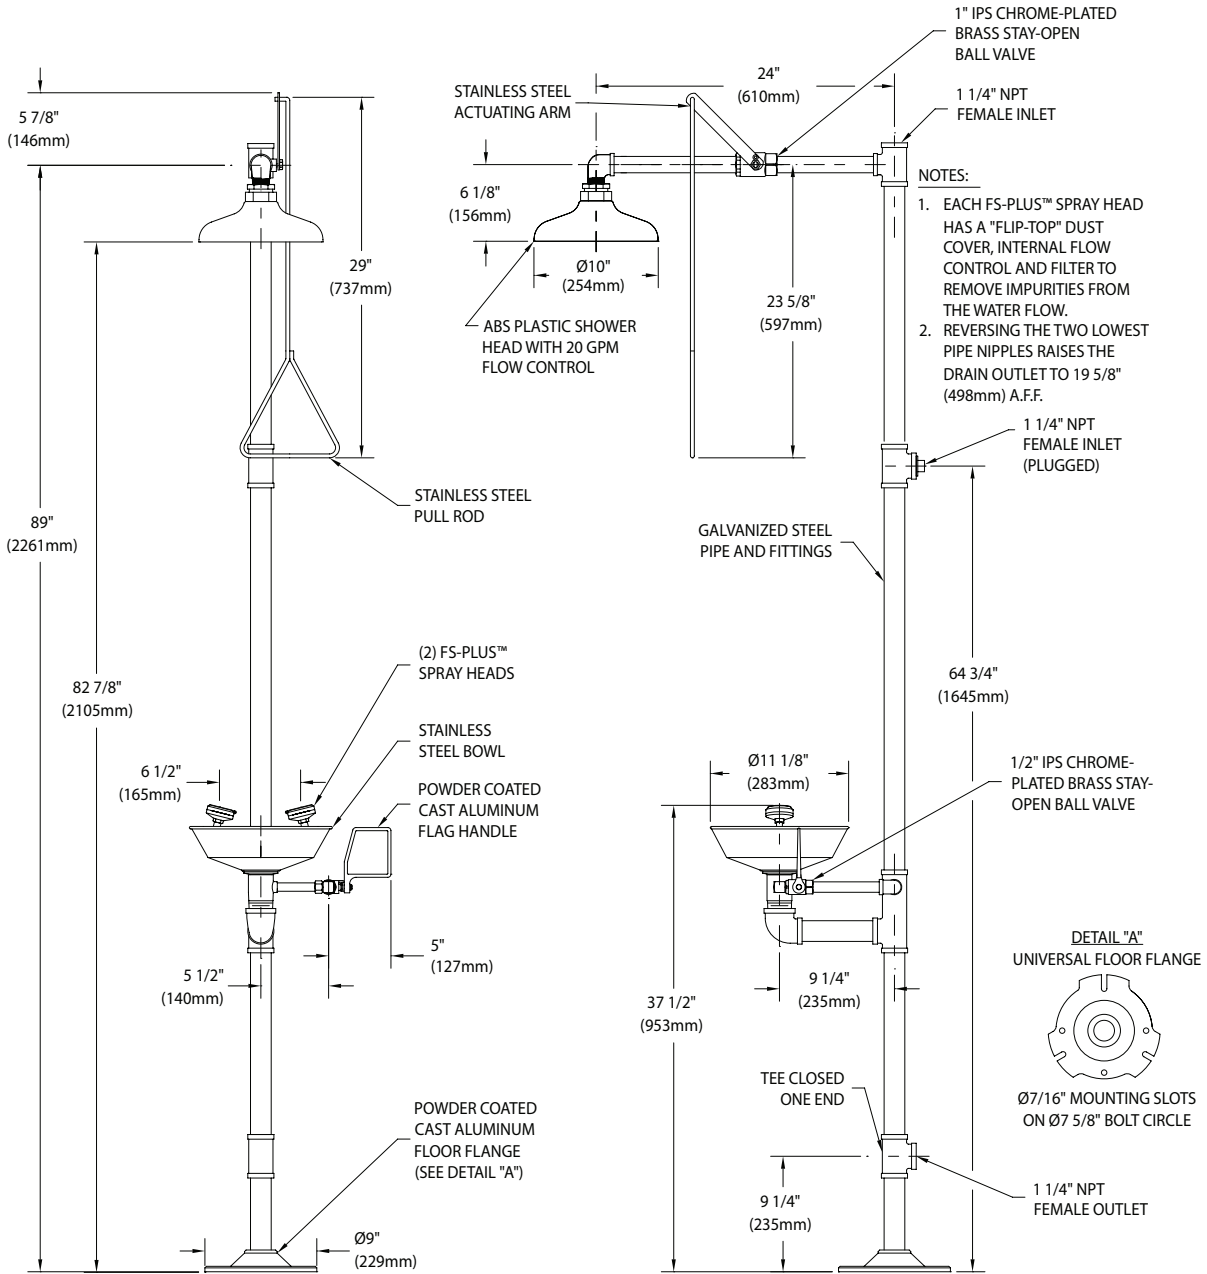 1" IPS CHROME-PLATED
BRASS STAY-OPEN
BALL VALVE
24"
(610mm)
STAINLESS STEEL
ACTUATING ARM
1 1/4" NPT
FEMALE INLET
5 7/8"
(146mm)
6 1/8"
(156mm)
NOTES:
1. EACH FS-PLUS™ SPRAY HEAD
HAS A "FLIP-TOP" DUST
COVER, INTERNAL FLOW
CONTROL AND FILTER TO
REMOVE IMPURITIES FROM
THE WATER FLOW.
2. REVERSING THE TWO LOWEST
PIPE NIPPLES RAISES THE
DRAIN OUTLET TO 19 5/8"
(498mm) A.F.F.
29"
(737mm)
Ø10"
(254mm)
23 5/8"
(597mm)
ABS PLASTIC SHOWER
HEAD WITH 20 GPM
FLOW CONTROL
1 1/4" NPT
FEMALE INLET
(PLUGGED)
STAINLESS STEEL
PULL ROD
89"
(2261mm)
GALVANIZED STEEL
PIPE AND FITTINGS
(2) FS-PLUS™
SPRAY HEADS
82 7/8"
(2105mm)
64 3/4"
(1645mm)
STAINLESS
STEEL BOWL
6 1/2"
(165mm)
Ø11 1/8"
(283mm)
1/2" IPS CHROME-
PLATED BRASS STAY-
OPEN BALL VALVE
POWDER COATED
CAST ALUMINUM
FLAG HANDLE
5"
(127mm)
5 1/2"
(140mm)
9 1/4"
(235mm)
37 1/2"
(953mm)
DETAIL "A"
UNIVERSAL FLOOR FLANGE
Ø7/16" MOUNTING SLOTS
ON Ø7 5/8" BOLT CIRCLE
TEE CLOSED
ONE END
POWDER COATED
CAST ALUMINUM
FLOOR FLANGE
(SEE DETAIL "A")
9 1/4"
(235mm)
1 1/4" NPT
FEMALE OUTLET
Ø9"
(229mm)